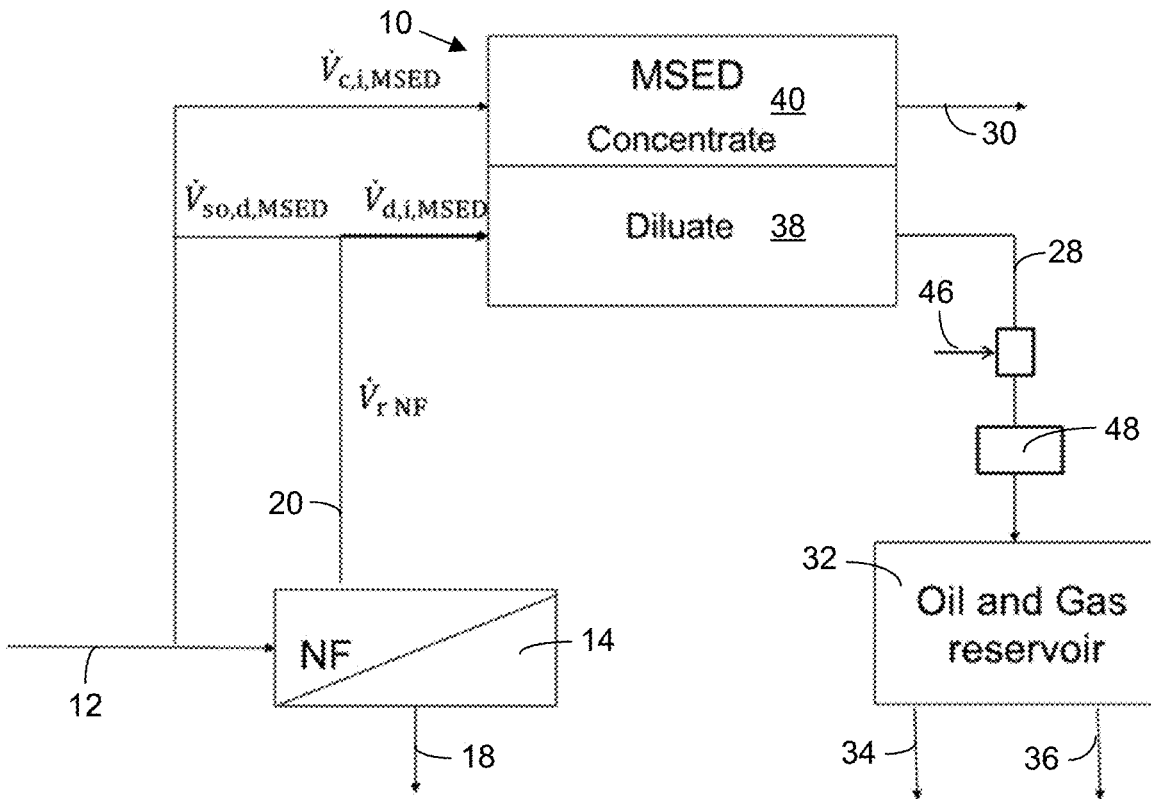 10
V̇c,i,MSED
MSED
40
Concentrate
30
V̇so,d,MSED
V̇d,i,MSED
Diluate
38
28
46
V̇r NF
48
20
32
Oil and Gas
reservoir
NF
14
12
18
34
36